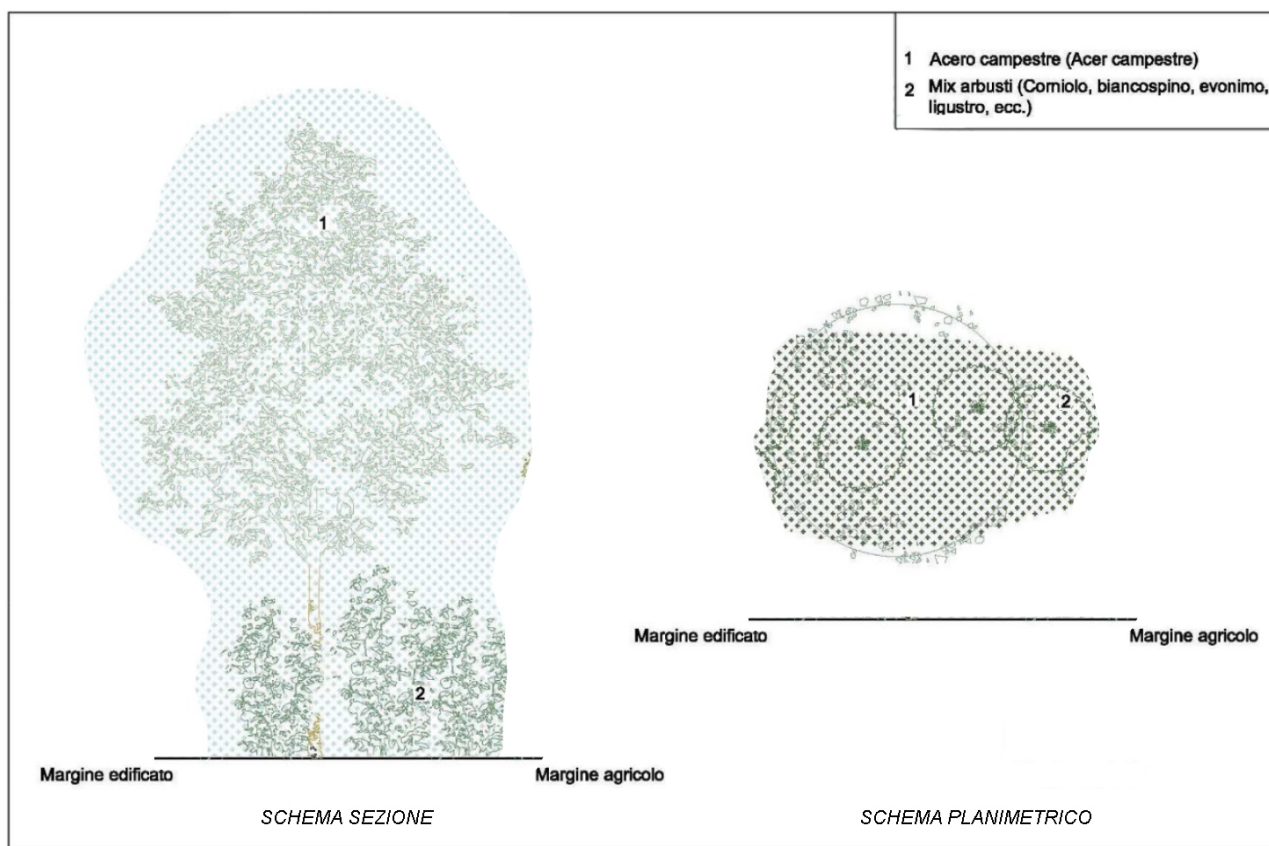 1 Acero campestre (Acer campestre)
2 Mix arbusti (Corniolo, biancospino, evonimo,
ligustro, ecc.)
1
2
Margine edificato
Margine agricolo
SCHEMA SEZIONE
1
2
Margine edificato
Margine agricolo
SCHEMA PLANIMETRICO